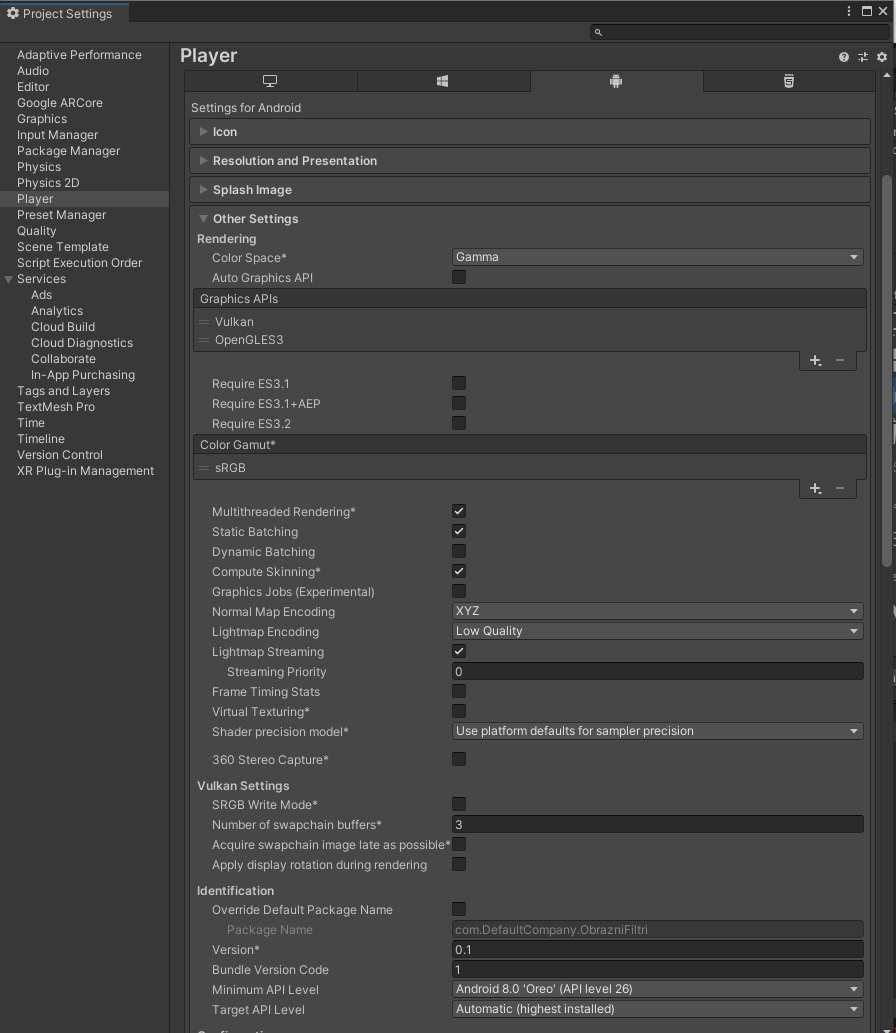 Project Settings
Adaptive Performance
Audio
Editor
Google ARCore
Graphics
Input Manager
Package Manager
Physics
Physics 2D
Player
Preset Manager
Quality
Scene Template
Script Execution Order
Services
Ads
Analytics
Cloud Build
Cloud Diagnostics
Collaborate
In-App Purchasing
Tags and Layers
TextMesh Pro
Time
Timeline
Version Control
XR Plug-in Management
Player
Settings for Android
Icon
Resolution and Presentation
Splash Image
Other Settings
Rendering
Color Space* Gamma
Auto Graphics API
Graphics APIs
Vulkan
OpenGLES3
Require ES3.1
Require ES3.1+AEP
Require ES3.2
Color Gamut*
sRGB
Multithreaded Rendering*
Static Batching
Dynamic Batching
Compute Skinning*
Graphics Jobs (Experimental)
Normal Map Encoding XYZ
Lightmap Encoding Low Quality
Lightmap Streaming
Streaming Priority 0
Frame Timing Stats
Virtual Texturing*
Shader precision model* Use platform defaults for sampler precision
360 Stereo Capture*
Vulkan Settings
SRGB Write Mode*
Number of swapchain buffers* 3
Acquire swapchain image late as possible*
Apply display rotation during rendering
Identification
Override Default Package Name
Package Name com.DefaultCompany.ObrazniFiltri
Version* 0.1
Bundle Version Code 1
Minimum API Level Android 8.0 'Oreo' (API level 26)
Target API Level Automatic (highest installed)